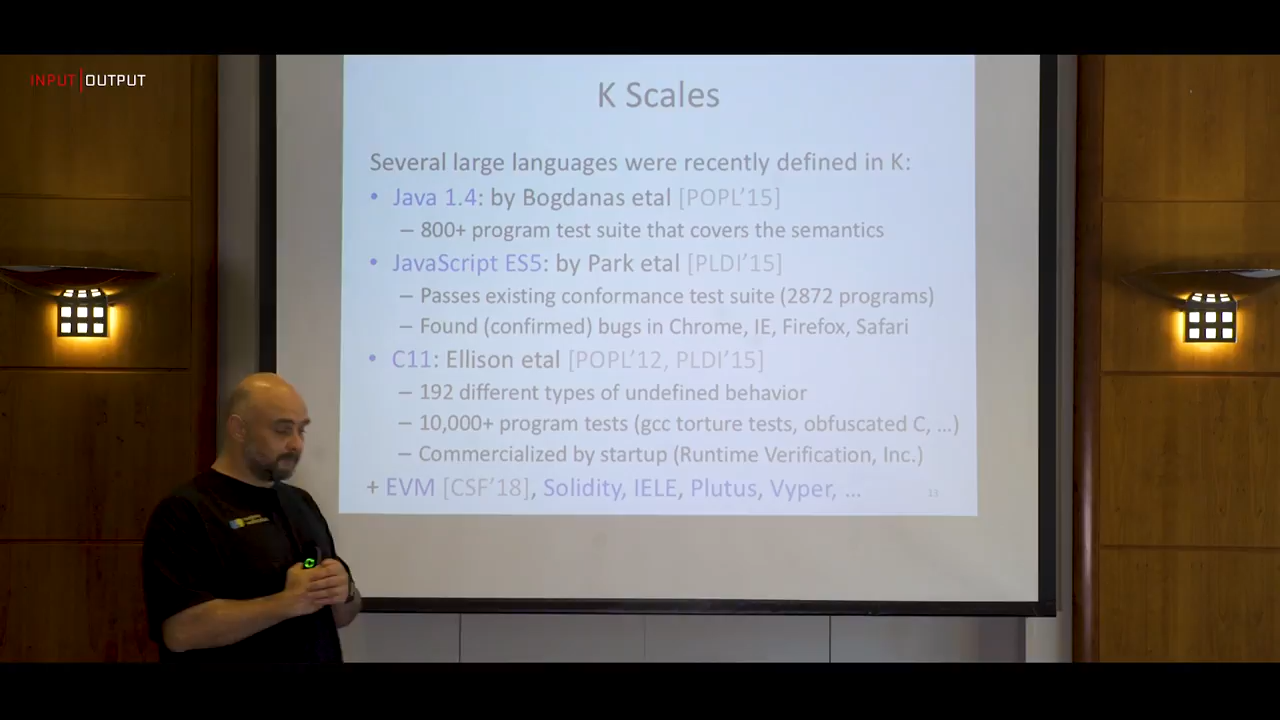 INPUT|OUTPUT
K Scales
Several large languages were recently defined in K:
• Java 1.4: by Bogdanas etal [POPL'15]
– 800+ program test suite that covers the semantics
• JavaScript ES5: by Park etal [PLDI'15]
– Passes existing conformance test suite (2872 programs)
– Found (confirmed) bugs in Chrome, IE, Firefox, Safari
• C11: Ellison etal [POPL'12, PLDI'15]
– 192 different types of undefined behavior
– 10,000+ program tests (gcc torture tests, obfuscated C, …)
– Commercialized by startup (Runtime Verification, Inc.)
+ EVM [CSF'18], Solidity, IELE, Plutus, Vyper, …
13